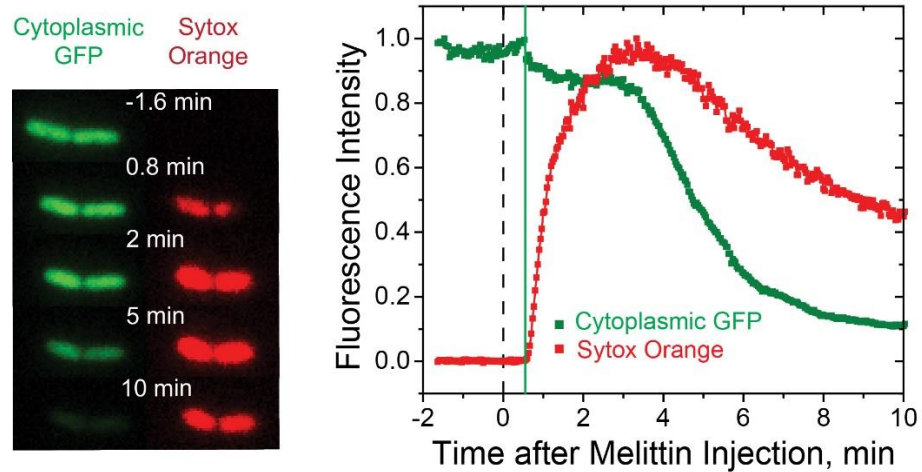 Cytoplasmic GFP
Sytox Orange
-1.6 min
0.8 min
2 min
5 min
10 min
Fluorescence Intensity
1.0
0.8
0.6
0.4
0.2
0.0
Cytoplasmic GFP
Sytox Orange
-2 0 2 4 6 8 10
Time after Melittin Injection, min